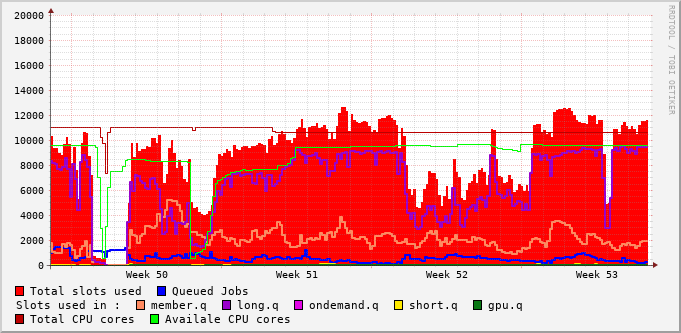 20000
18000
16000
14000
12000
10000
8000
6000
4000
2000
0
Week 50 Week 51 Week 52 Week 53
RRDTOOL / TOBI OETIKER
Total slots used Queued Jobs
Slots used in : member.q long.q ondemand.q short.q gpu.q
Total CPU cores Availale CPU cores